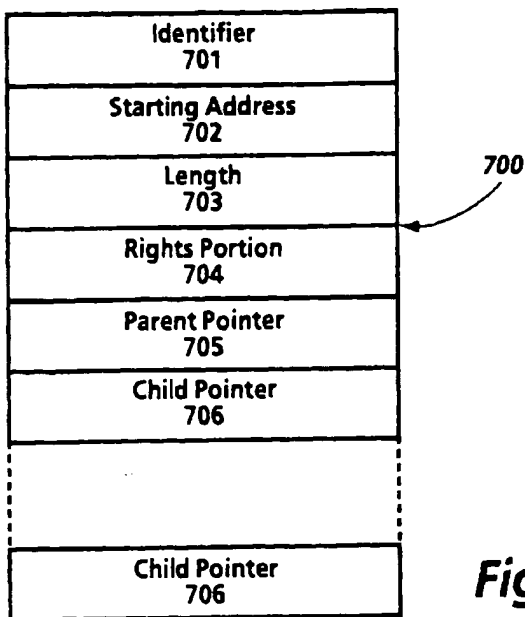 Identifier
701
Starting Address
702
Length
703
700
Rights Portion
704
Parent Pointer
705
Child Pointer
706
Child Pointer
706
Fig